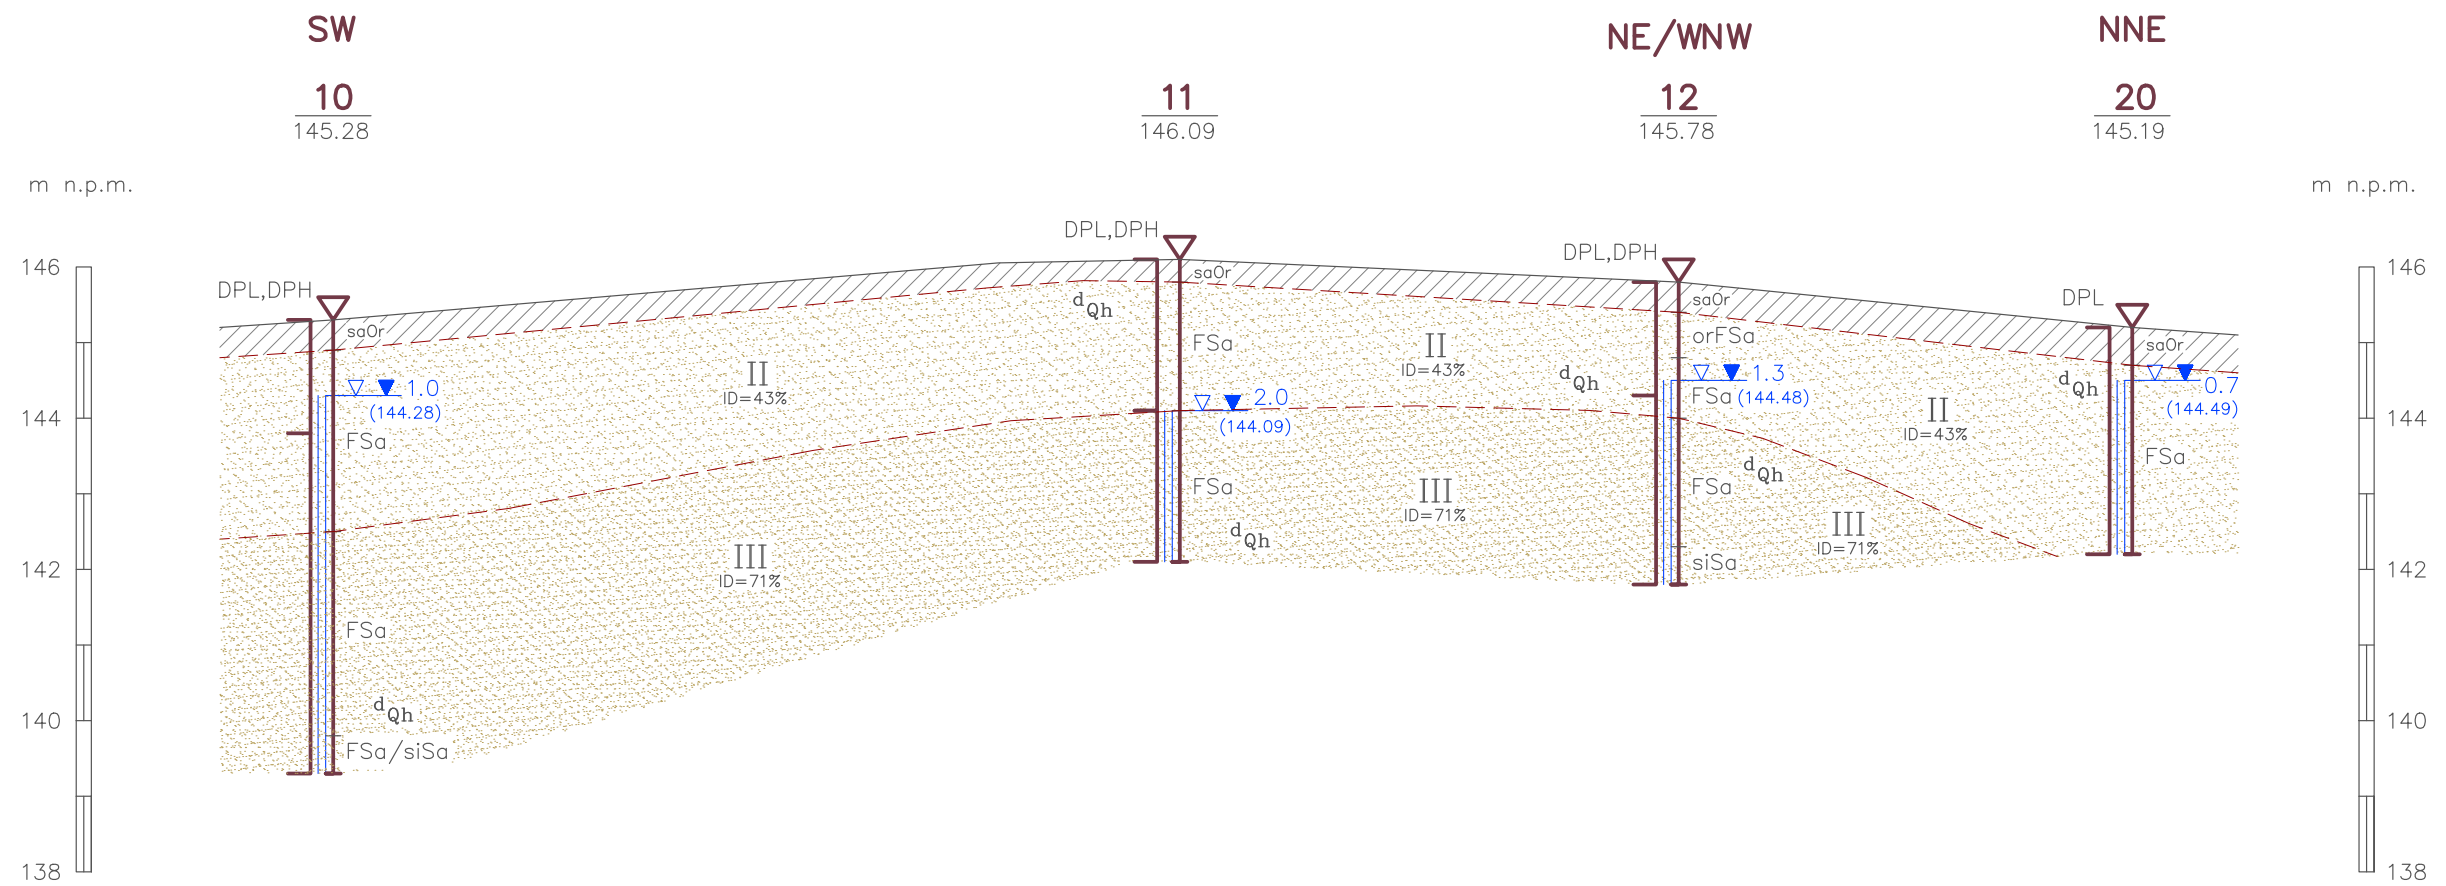 SW
NE/WNW
NNE
10
11
12
20
145.28
146.09
145.78
145.19
m n.p.m.
m n.p.m.
DPL,DPH
DPL,DPH
DPL,DPH
DPL
146
146
saOr
saOr
saOr
saOr
dQh
orFSa
FSa
II
ID=43%
II
ID=43%
dQh
dQh
1.0
(144.28)
2.0
(144.09)
1.3
FSa (144.48)
0.7
(144.49)
II
ID=43%
144
144
FSa
FSa
dQh
FSa
FSa
III
ID=71%
III
ID=71%
dQh
III
ID=71%
siSa
142
142
FSa
dQh
140
140
FSa/siSa
138
138